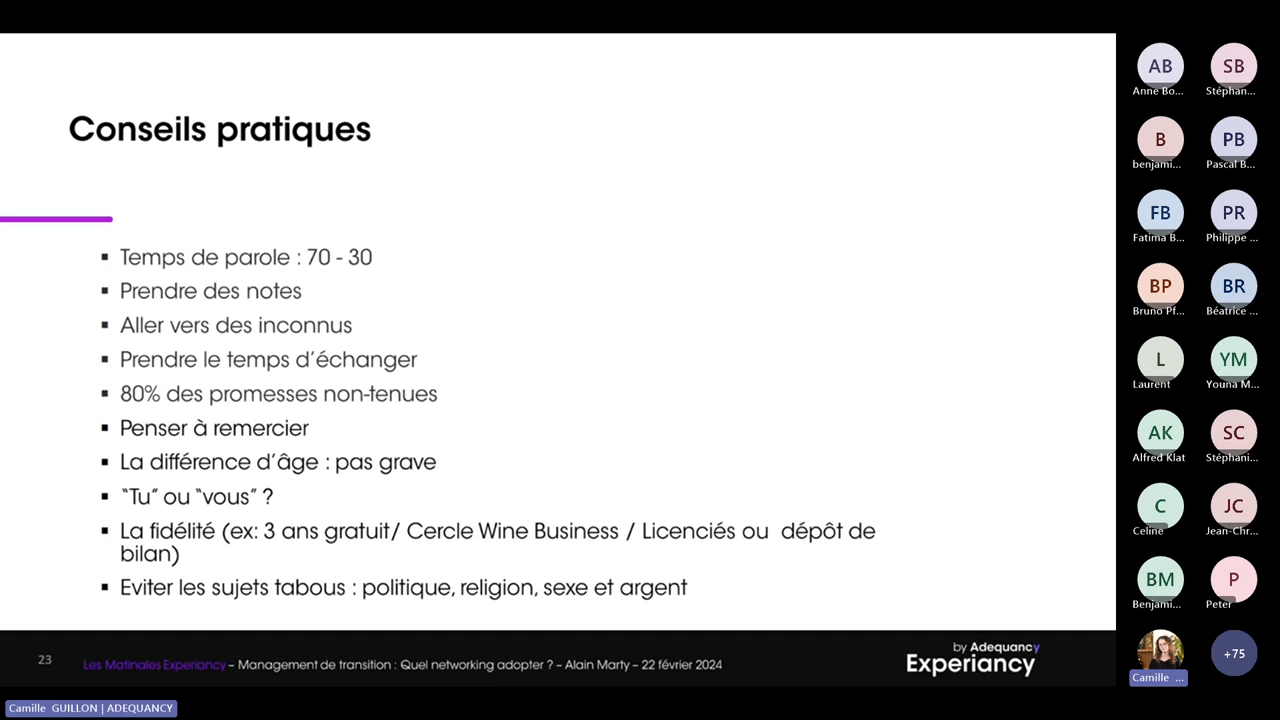 Conseils pratiques
▪ Temps de parole : 70 - 30
▪ Prendre des notes
▪ Aller vers des inconnus
▪ Prendre le temps d'échanger
▪ 80% des promesses non-tenues
▪ Penser à remercier
▪ La différence d'âge : pas grave
▪ "Tu" ou "vous" ?
▪ La fidélité (ex: 3 ans gratuit/ Cercle Wine Business / Licenciés ou dépôt de
bilan)
▪ Eviter les sujets tabous : politique, religion, sexe et argent
23
Les Matinales Experiancy – Management de transition : Quel networking adopter ? – Alain Marty – 22 février 2024
by Adequancy
Experiancy
AB
Anne Bo...
SB
Stéphan...
B
benjami...
PB
Pascal B...
FB
Fatima B...
PR
Philippe ...
BP
Bruno Pf...
BR
Béatrice ...
L
Laurent
YM
Youna M...
AK
Alfred Klat
SC
Stéphani...
C
Celine
JC
Jean-Chr...
BM
Benjami...
P
Peter
Camille ...
+75
Camille GUILLON | ADEQUANCY